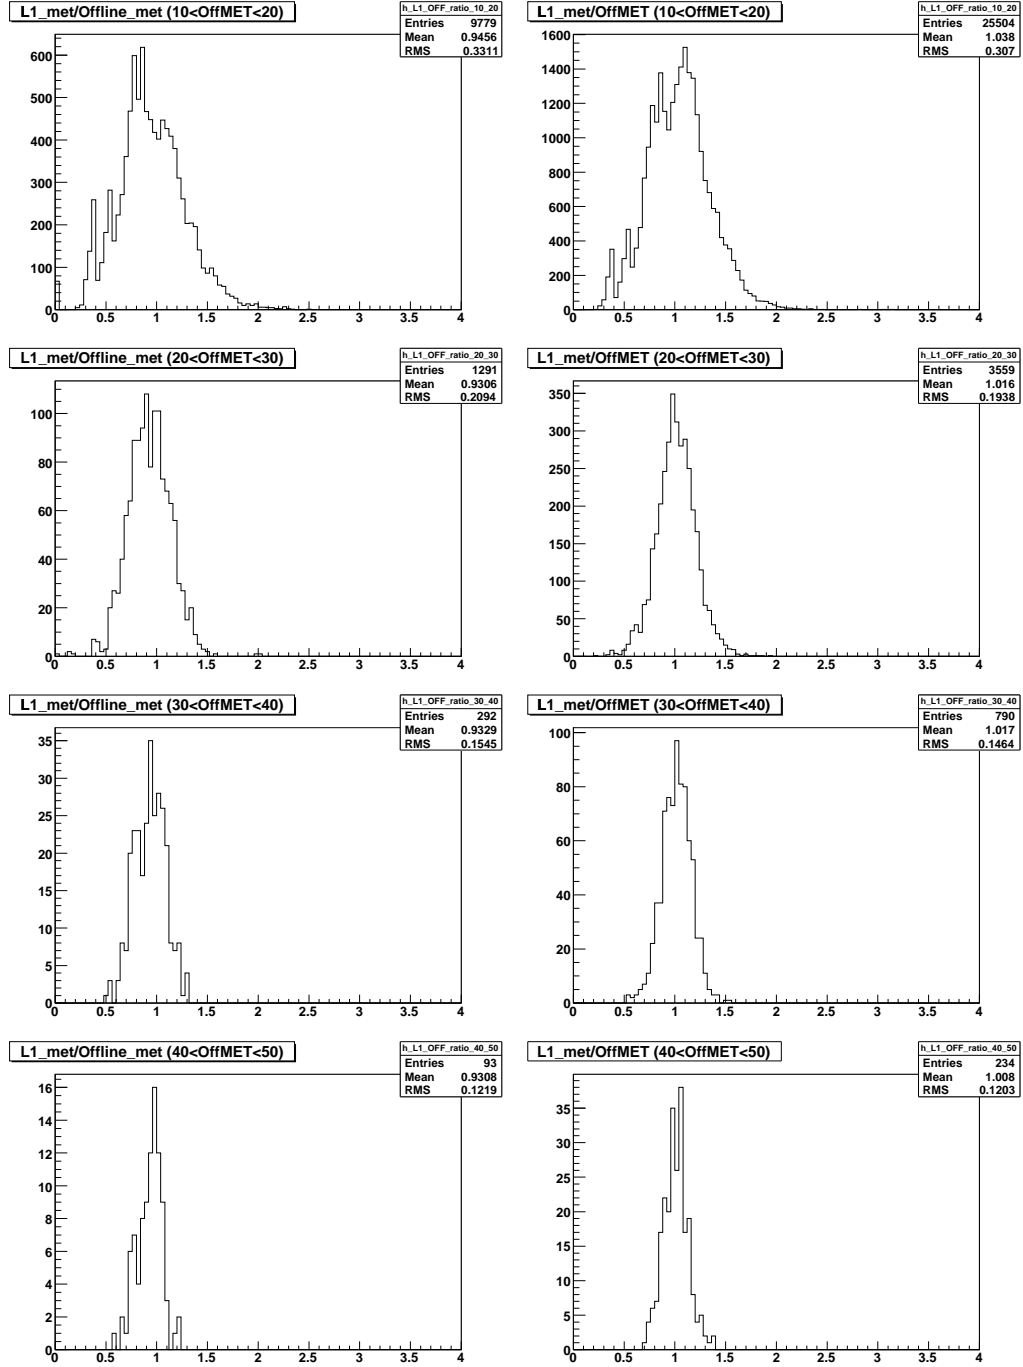 L1_met/Offline_met (10<OffMET<20)
h_L1_OFF_ratio_10_20
Entries 9779
Mean 0.9456
RMS 0.3311
600
500
400
300
200
100
0
0 0.5 1 1.5 2 2.5 3 3.5 4
L1_met/OffMET (10<OffMET<20)
h_L1_OFF_ratio_10_20
Entries 25504
Mean 1.038
RMS 0.307
1600
1400
1200
1000
800
600
400
200
0
0 0.5 1 1.5 2 2.5 3 3.5 4
L1_met/Offline_met (20<OffMET<30)
h_L1_OFF_ratio_20_30
Entries 1291
Mean 0.9306
RMS 0.2094
100
80
60
40
20
0
0 0.5 1 1.5 2 2.5 3 3.5 4
L1_met/OffMET (20<OffMET<30)
h_L1_OFF_ratio_20_30
Entries 3559
Mean 1.016
RMS 0.1938
350
300
250
200
150
100
50
0
0 0.5 1 1.5 2 2.5 3 3.5 4
L1_met/Offline_met (30<OffMET<40)
h_L1_OFF_ratio_30_40
Entries 292
Mean 0.9329
RMS 0.1545
35
30
25
20
15
10
5
0
0 0.5 1 1.5 2 2.5 3 3.5 4
L1_met/OffMET (30<OffMET<40)
h_L1_OFF_ratio_30_40
Entries 790
Mean 1.017
RMS 0.1464
100
80
60
40
20
0
0 0.5 1 1.5 2 2.5 3 3.5 4
L1_met/Offline_met (40<OffMET<50)
h_L1_OFF_ratio_40_50
Entries 93
Mean 0.9308
RMS 0.1219
16
14
12
10
8
6
4
2
0
0 0.5 1 1.5 2 2.5 3 3.5 4
L1_met/OffMET (40<OffMET<50)
h_L1_OFF_ratio_40_50
Entries 234
Mean 1.008
RMS 0.1203
35
30
25
20
15
10
5
0
0 0.5 1 1.5 2 2.5 3 3.5 4